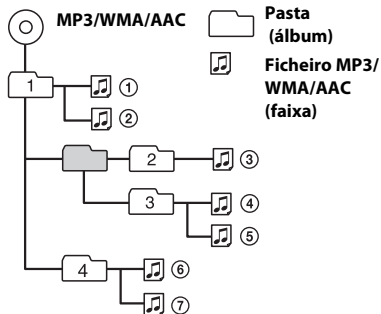 MP3/WMA/AAC
Pasta
(álbum)
Ficheiro MP3/
WMA/AAC
(faixa)
1
①
②
2
③
3
④
⑤
4
⑥
⑦